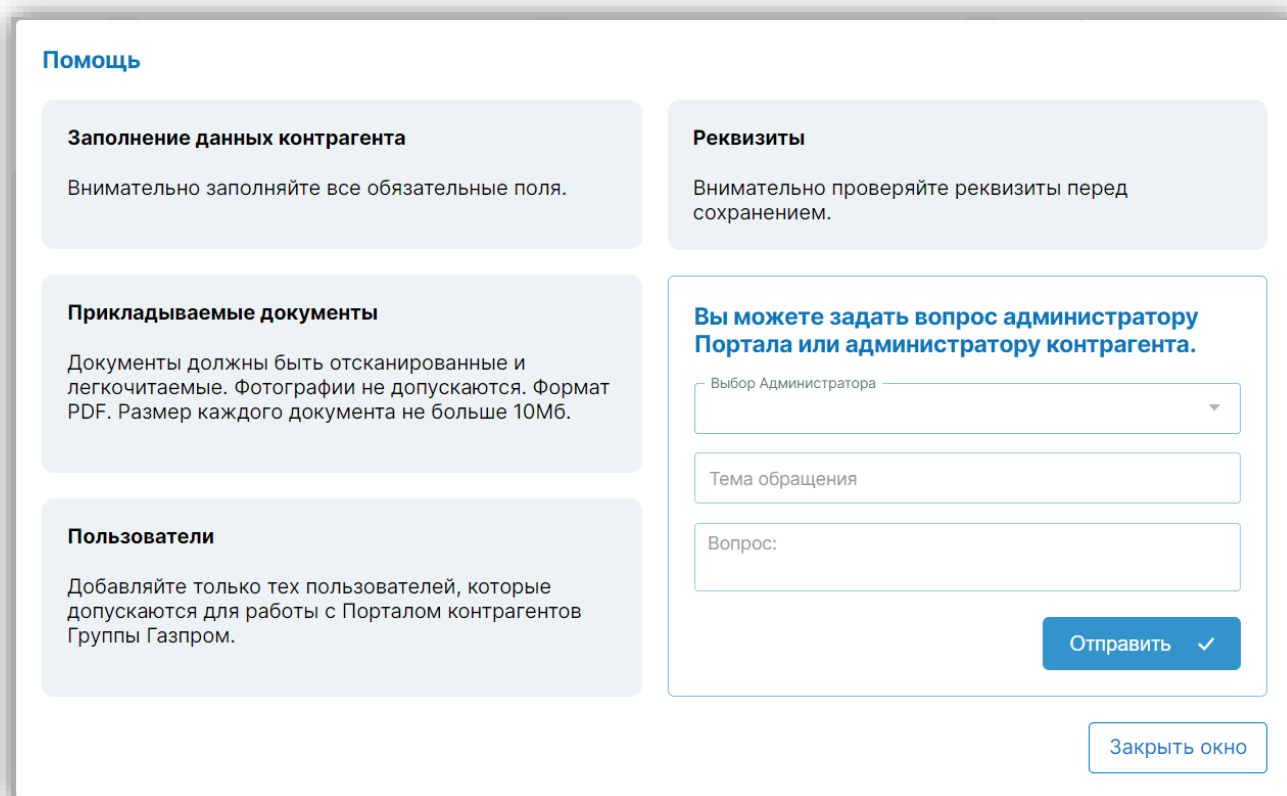 Помощь
Заполнение данных контрагента
Внимательно заполняйте все обязательные поля.
Реквизиты
Внимательно проверяйте реквизиты перед
сохранением.
Прикладываемые документы
Документы должны быть отсканированные и
легкочитаемые. Фотографии не допускаются. Формат
PDF. Размер каждого документа не больше 10Мб.
Вы можете задать вопрос администратору
Портала или администратору контрагента.
Выбор Администратора
Тема обращения
Вопрос:
Отправить
Пользователи
Добавляйте только тех пользователей, которые
допускаются для работы с Порталом контрагентов
Группы Газпром.
Закрыть окно